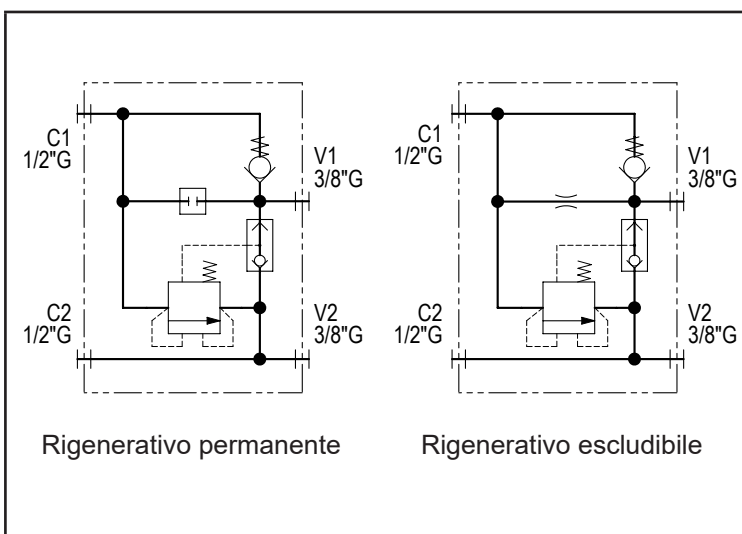 C1
1/2"G
V1
3/8"G
C2
1/2"G
V2
3/8"G
Rigenerativo permanente
C1
1/2"G
V1
3/8"G
C2
1/2"G
V2
3/8"G
Rigenerativo escludibile